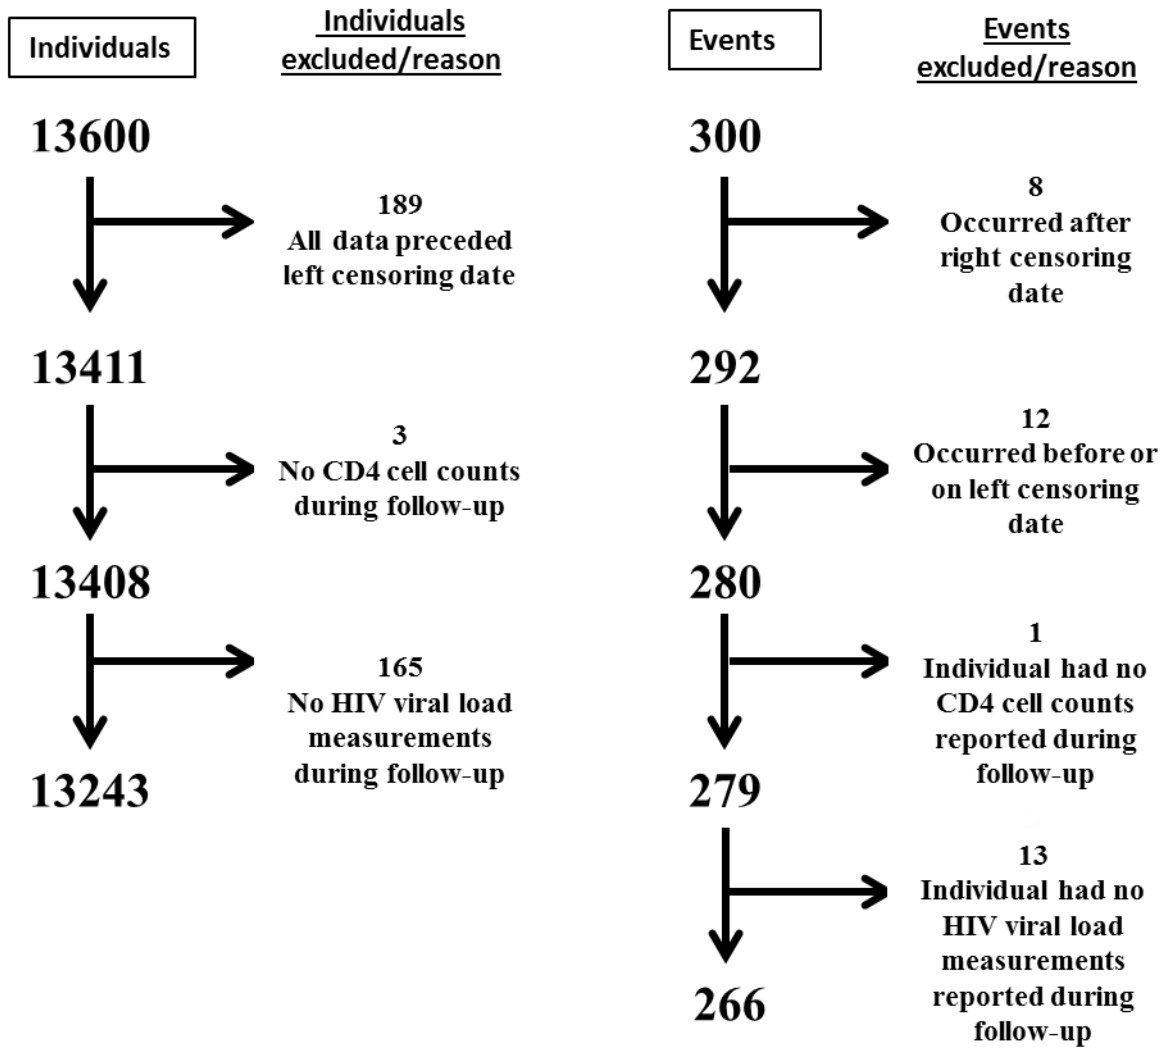 Individuals
Individuals
excluded/reason
13600
189
All data preceded
left censoring date
13411
3
No CD4 cell counts
during follow-up
13408
165
No HIV viral load
measurements
during follow-up
13243
Events
Events
excluded/reason
300
8
Occurred after
right censoring
date
292
12
Occurred before or
on left censoring
date
280
1
Individual had no
CD4 cell counts
reported during
follow-up
279
13
Individual had no
HIV viral load
measurements
reported during
follow-up
266